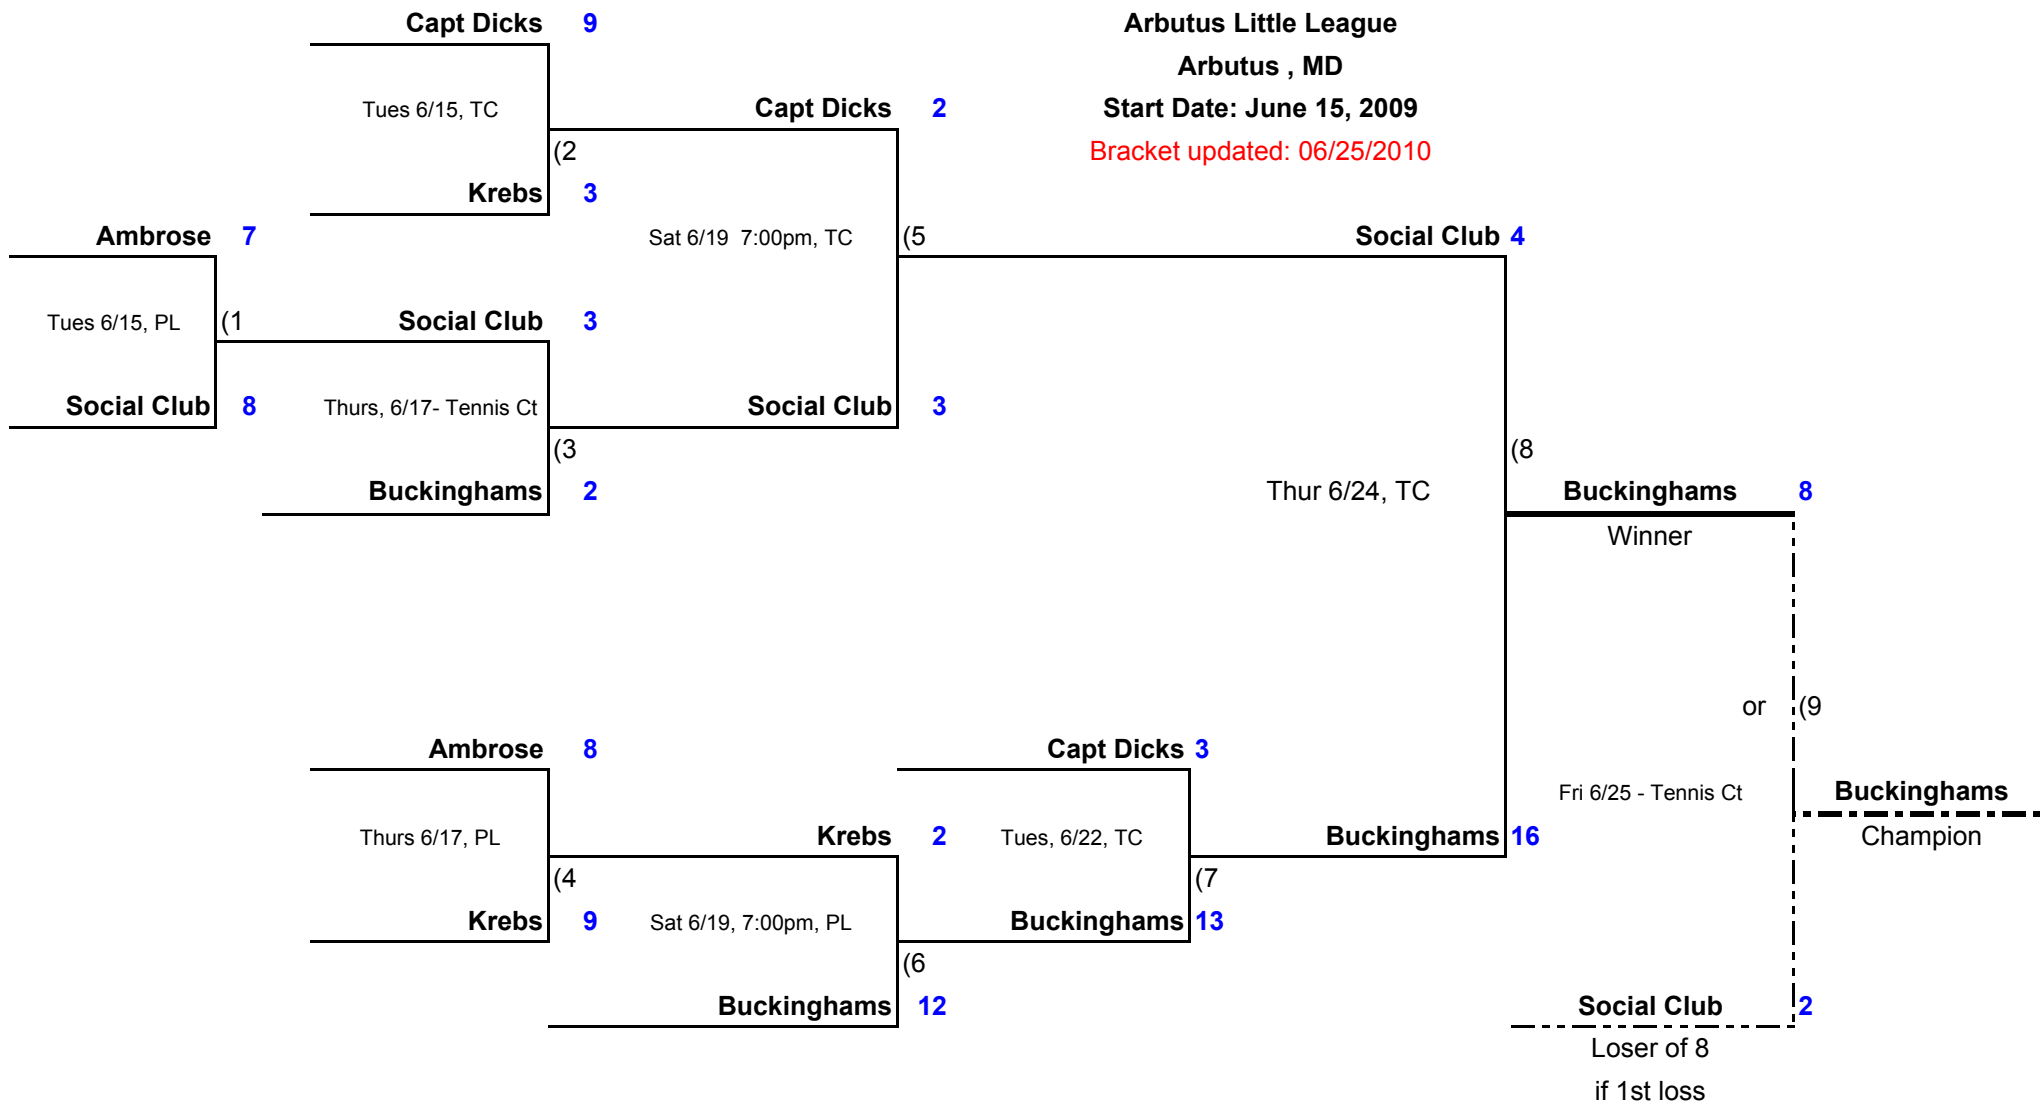 Capt Dicks 9 Arbutus Little League
Arbutus , MD
Tues 6/15, TC Capt Dicks 2 Start Date: June 15, 2009
(2 Bracket updated: 06/25/2010
Krebs 3
Ambrose 7 Sat 6/19 7:00pm, TC (5 Social Club 4
Tues 6/15, PL (1 Social Club 3
Social Club 8 Thurs, 6/17- Tennis Ct Social Club 3
(3 (8
Buckinghams 2 Thur 6/24, TC Buckinghams 8
Winner
or (9
Ambrose 8 Capt Dicks 3
Fri 6/25 - Tennis Ct Buckinghams
Thurs 6/17, PL Krebs 2 Tues, 6/22, TC Buckinghams 16 Champion
(4 (7
Krebs 9 Sat 6/19, 7:00pm, PL Buckinghams 13
(6
Buckinghams 12 Social Club 2
Loser of 8
if 1st loss